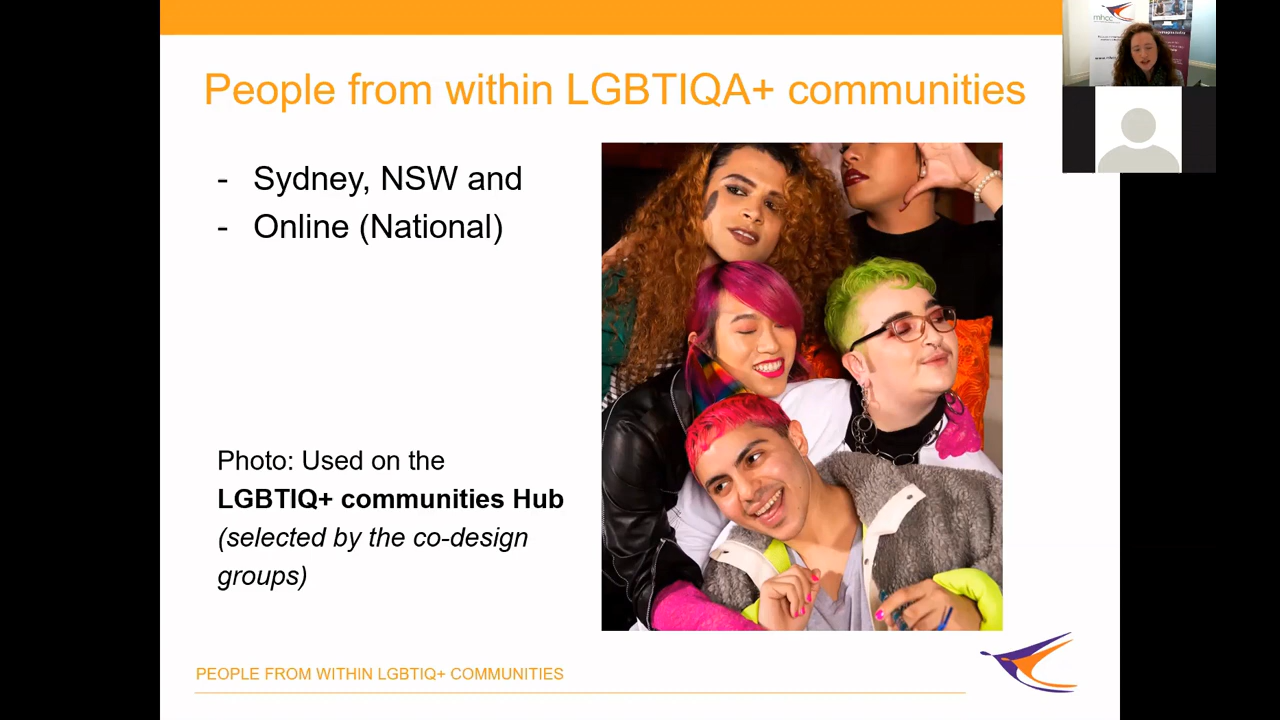 People from within LGBTIQA+ communities
- Sydney, NSW and
- Online (National)
Photo: Used on the
LGBTIQ+ communities Hub
(selected by the co-design
groups)
PEOPLE FROM WITHIN LGBTIQ+ COMMUNITIES
mhcc